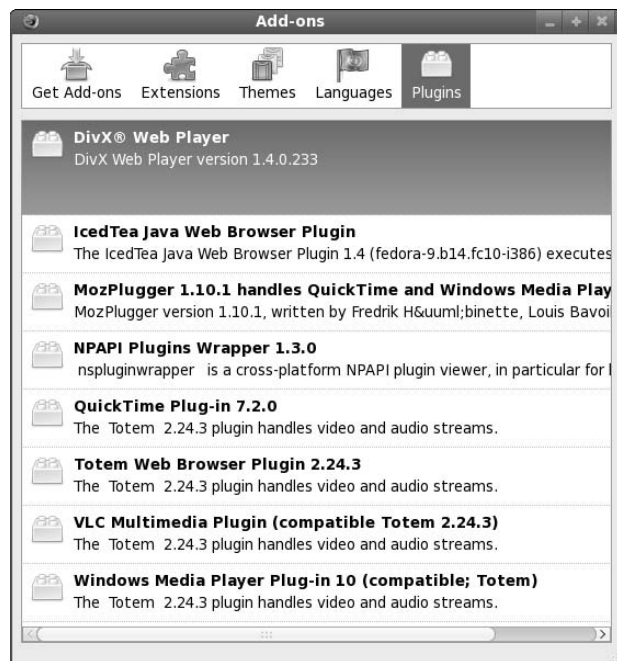 Add-ons
Get Add-ons Extensions Themes Languages Plugins
DivX® Web Player
DivX Web Player version 1.4.0.233
IcedTea Java Web Browser Plugin
The IcedTea Java Web Browser Plugin 1.4 (fedora-9.b14.fc10-i386) executes
MozPlugger 1.10.1 handles QuickTime and Windows Media Play
MozPlugger version 1.10.1, written by Fredrik H&uuml;binette, Louis Bavoi
NPAPI Plugins Wrapper 1.3.0
nspluginwrapper is a cross-platform NPAPI plugin viewer, in particular for l
QuickTime Plug-in 7.2.0
The Totem 2.24.3 plugin handles video and audio streams.
Totem Web Browser Plugin 2.24.3
The Totem 2.24.3 plugin handles video and audio streams.
VLC Multimedia Plugin (compatible Totem 2.24.3)
The Totem 2.24.3 plugin handles video and audio streams.
Windows Media Player Plug-in 10 (compatible; Totem)
The Totem 2.24.3 plugin handles video and audio streams.